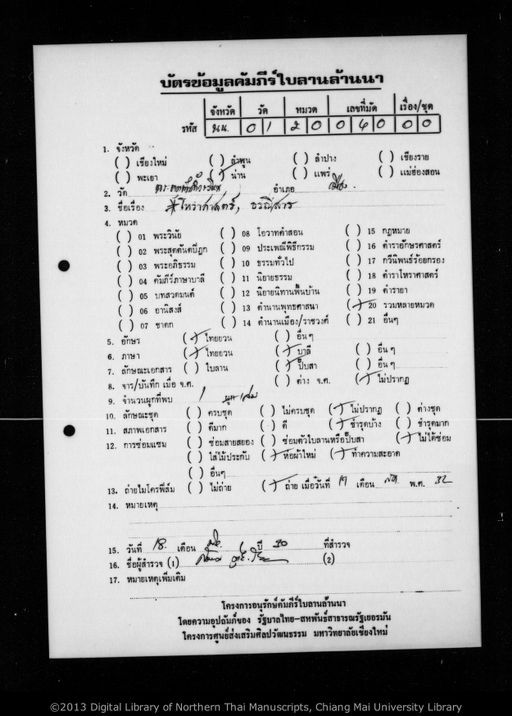 บัตรข้อมูลคัมภีร์ใบลานล้านนา
จังหวัด วัด หมวด เลขที่มัด เรื่อง/ชุด
รหัส นน. 0 1 2 0 0 4 0 0 0
1. จังหวัด
( ) เชียงใหม่ ( ) ลำพูน ( ) ลำปาง ( ) เชียงราย
( ) พะเยา (/) น่าน ( ) แพร่ ( ) แม่ฮ่องสอน
2. วัด อำเภอ เมือง
3. ชื่อเรื่อง * โหราศาสตร์,
4. หมวด
( ) 01 พระวินัย ( ) 08 โอวาทคำสอน ( ) 15 กฎหมาย
( ) 02 พระสุตตันตปิฎก ( ) 09 ประเพณีพิธีกรรม ( ) 16 ตำรายักษรศาสตร์
( ) 03 พระอภิธรรม ( ) 10 ธรรมทั่วไป ( ) 17 กวีนิพนธ์ร้อยกรอง
( ) 04 คัมภีร์ภาษาบาลี ( ) 11 นิยายธรรม ( ) 18 ตำราโหราศาสตร์
( ) 05 บทสวดมนต์ ( ) 12 นิยายนิทานพื้นบ้าน ( ) 19 ตำรายา
( ) 06 อานิสงส์ ( ) 13 ตำนานพุทธศาสนา (/) 20 รวมหลายหมวด
( ) 07 ชาดก ( ) 14 ตำนานเมือง/ราชวงศ์ ( ) 21 อื่นๆ
5. อักษร (/) ไทยยวน ( ) อื่นๆ
6. ภาษา (/) ไทยยวน (/) บาลี ( ) อื่นๆ
7. ลักษณะเอกสาร ( ) ใบลาน (/) ปั๊บสา ( ) อื่นๆ
8. จาร/บันทึก เมื่อ จ.ศ. ( ) ต่าง จ.ศ. (/) ไม่ปรากฏ
9. จำนวนผูกที่พบ 1 ผูก
10. ลักษณะชุด ( ) ครบชุด ( ) ไม่ครบชุด (/) ไม่ปรากฏ ( ) ต่างชุด
11. สภาพเอกสาร ( ) ดีมาก ( ) ดี (/) ชำรุดบ้าง ( ) ชำรุดมาก
12. การซ่อมแซม ( ) ซ่อมสายสยอง ( ) ซ่อมตัวใบลานหรือปั๊บสา (/) ไม่ได้ซ่อม
( ) ใส่ไม้ประกับ (/) ห่อผ้าใหม่ (/) ทำความสะอาด
( ) อื่นๆ
13. ถ่ายไมโครฟิล์ม ( ) ไม่ถ่าย (/) ถ่าย เมื่อวันที่ 19 เดือน พ.ศ. 32
14. หมายเหตุ
15. วันที่ 18. เดือน ปี 30 ที่สำรวจ
16. ชื่อผู้สำรวจ (1) (2)
17. หมายเหตุเพิ่มเติม
โครงการอนุรักษ์คัมภีร์ใบลานล้านนา
โดยความอุปถัมภ์ของ รัฐบาลไทย-สหพันธ์สาธารณรัฐเยอรมัน
โครงการศูนย์ส่งเสริมศิลปวัฒนธรรม มหาวิทยาลัยเชียงใหม่
©2013 Digital Library of Northern Thai Manuscripts, Chiang Mai University Library